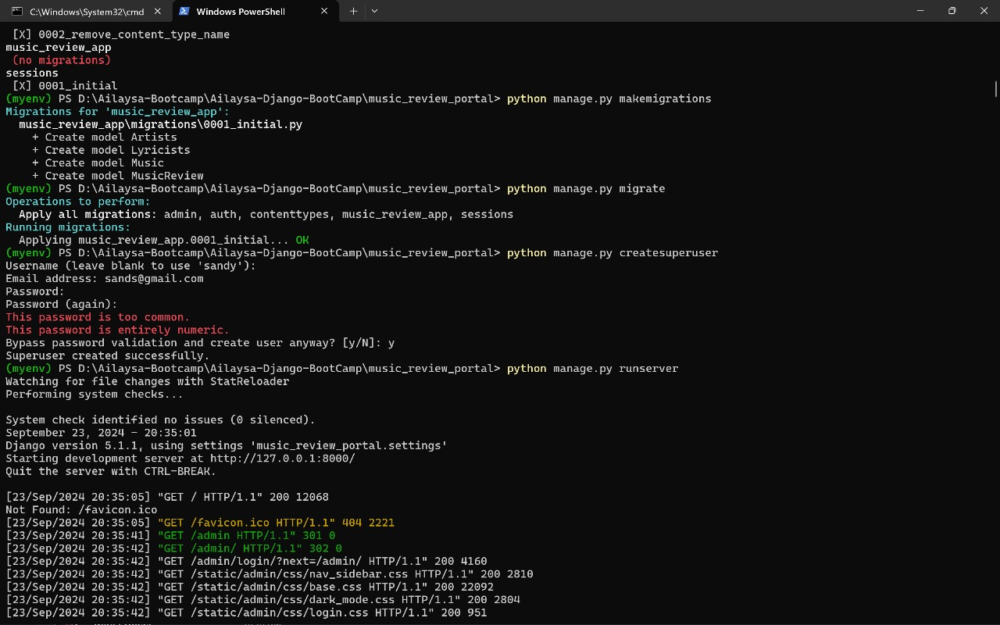 C:\Windows\System32\cmd
Windows PowerShell
[X] 0002_remove_content_type_name
music_review_app
(no migrations)
sessions
[X] 0001_initial
(myenv) PS D:\Ailaysa-Bootcamp\Ailaysa-Django-BootCamp\music_review_portal> python manage.py makemigrations
Migrations for 'music_review_app':
music_review_app\migrations\0001_initial.py
+ Create model Artists
+ Create model Lyricists
+ Create model Music
+ Create model MusicReview
(myenv) PS D:\Ailaysa-Bootcamp\Ailaysa-Django-BootCamp\music_review_portal> python manage.py migrate
Operations to perform:
Apply all migrations: admin, auth, contenttypes, music_review_app, sessions
Running migrations:
Applying music_review_app.0001_initial... OK
(myenv) PS D:\Ailaysa-Bootcamp\Ailaysa-Django-BootCamp\music_review_portal> python manage.py createsuperuser
Username (leave blank to use 'sandy'):
Email address: sands@gmail.com
Password:
Password (again):
This password is too common.
This password is entirely numeric.
Bypass password validation and create user anyway? [y/N]: y
Superuser created successfully.
(myenv) PS D:\Ailaysa-Bootcamp\Ailaysa-Django-BootCamp\music_review_portal> python manage.py runserver
Watching for file changes with StatReloader
Performing system checks...
System check identified no issues (0 silenced).
September 23, 2024 - 20:35:01
Django version 5.1.1, using settings 'music_review_portal.settings'
Starting development server at http://127.0.0.1:8000/
Quit the server with CTRL-BREAK.
[23/Sep/2024 20:35:05] "GET / HTTP/1.1" 200 12068
Not Found: /favicon.ico
[23/Sep/2024 20:35:05] "GET /favicon.ico HTTP/1.1" 404 2221
[23/Sep/2024 20:35:41] "GET /admin HTTP/1.1" 301 0
[23/Sep/2024 20:35:42] "GET /admin/ HTTP/1.1" 302 0
[23/Sep/2024 20:35:42] "GET /admin/login/?next=/admin/ HTTP/1.1" 200 4160
[23/Sep/2024 20:35:42] "GET /static/admin/css/nav_sidebar.css HTTP/1.1" 200 2810
[23/Sep/2024 20:35:42] "GET /static/admin/css/base.css HTTP/1.1" 200 22092
[23/Sep/2024 20:35:42] "GET /static/admin/css/dark_mode.css HTTP/1.1" 200 2804
[23/Sep/2024 20:35:42] "GET /static/admin/css/login.css HTTP/1.1" 200 951